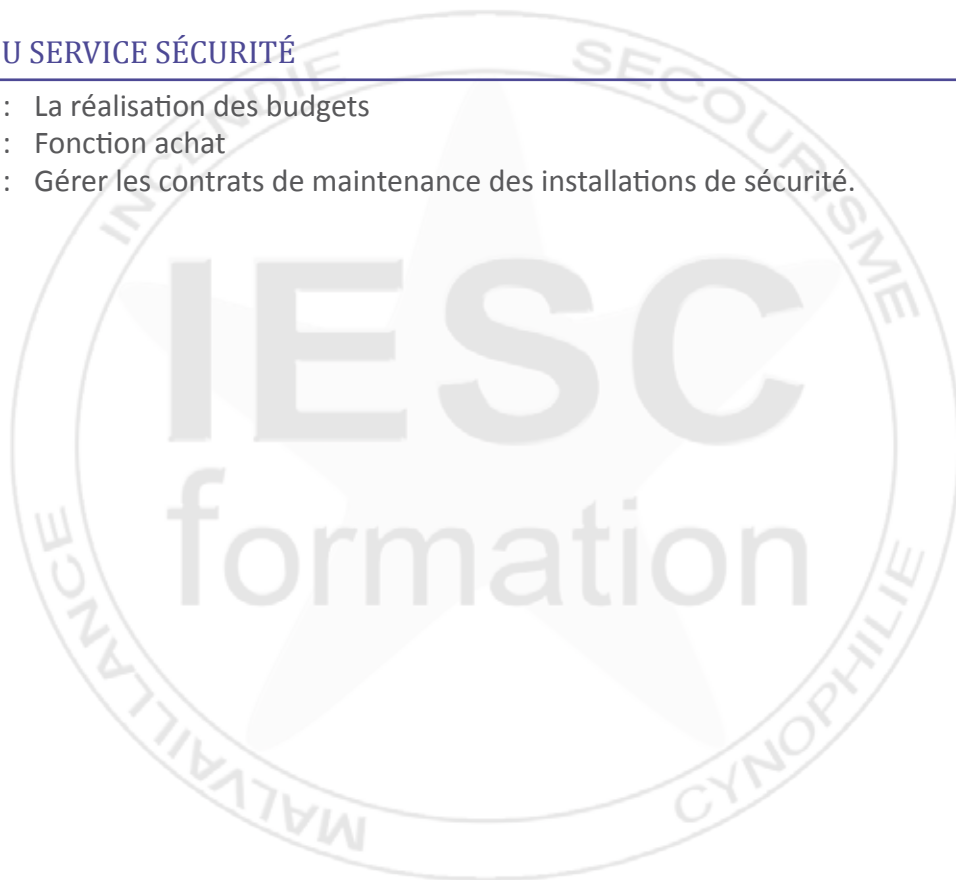 U SERVICE SÉCURITÉ
: La réalisation des budgets
: Fonction achat
: Gérer les contrats de maintenance des installations de sécurité.
INCENDIE
SECOURISME
IESC
formation
MALVAILLANCE
CYNOPHILIE